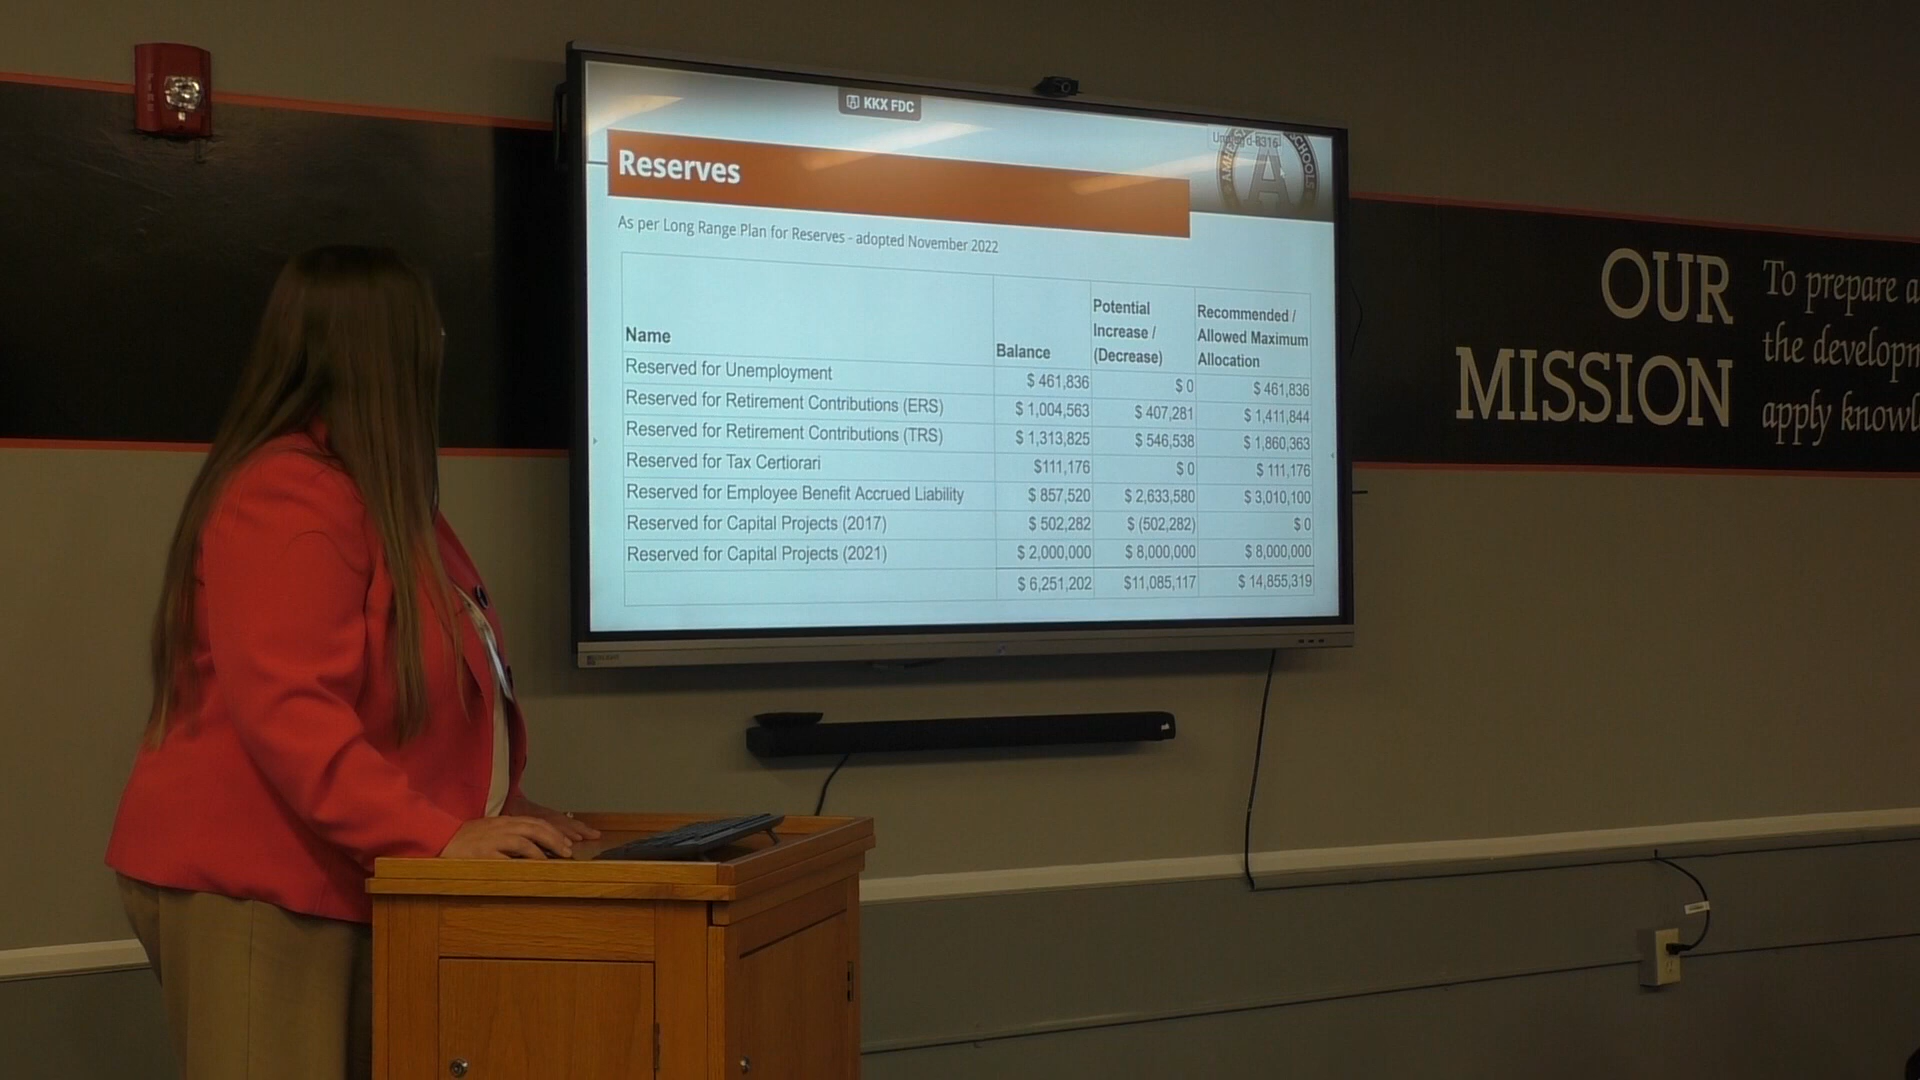 FIRE
KKX FDC
Reserves
SCHOOLS
A
As per Long Range Plan for Reserves - adopted November 2022
Name Balance Potential Increase / (Decrease) Recommended / Allowed Maximum Allocation
Reserved for Unemployment $ 461,836 $ 0 $ 461,836
Reserved for Retirement Contributions (ERS) $ 1,004,563 $ 407,281 $ 1,411,844
Reserved for Retirement Contributions (TRS) $ 1,313,825 $ 546,538 $ 1,860,363
Reserved for Tax Certiorari $111,176 $ 0 $ 111,176
Reserved for Employee Benefit Accrued Liability $ 857,520 $ 2,633,580 $ 3,010,100
Reserved for Capital Projects (2017) $ 502,282 $ (502,282) $ 0
Reserved for Capital Projects (2021) $ 2,000,000 $ 8,000,000 $ 8,000,000
$ 6,251,202 $11,085,117 $ 14,855,319
OUR
MISSION
To prepare a
the developm
apply knowl